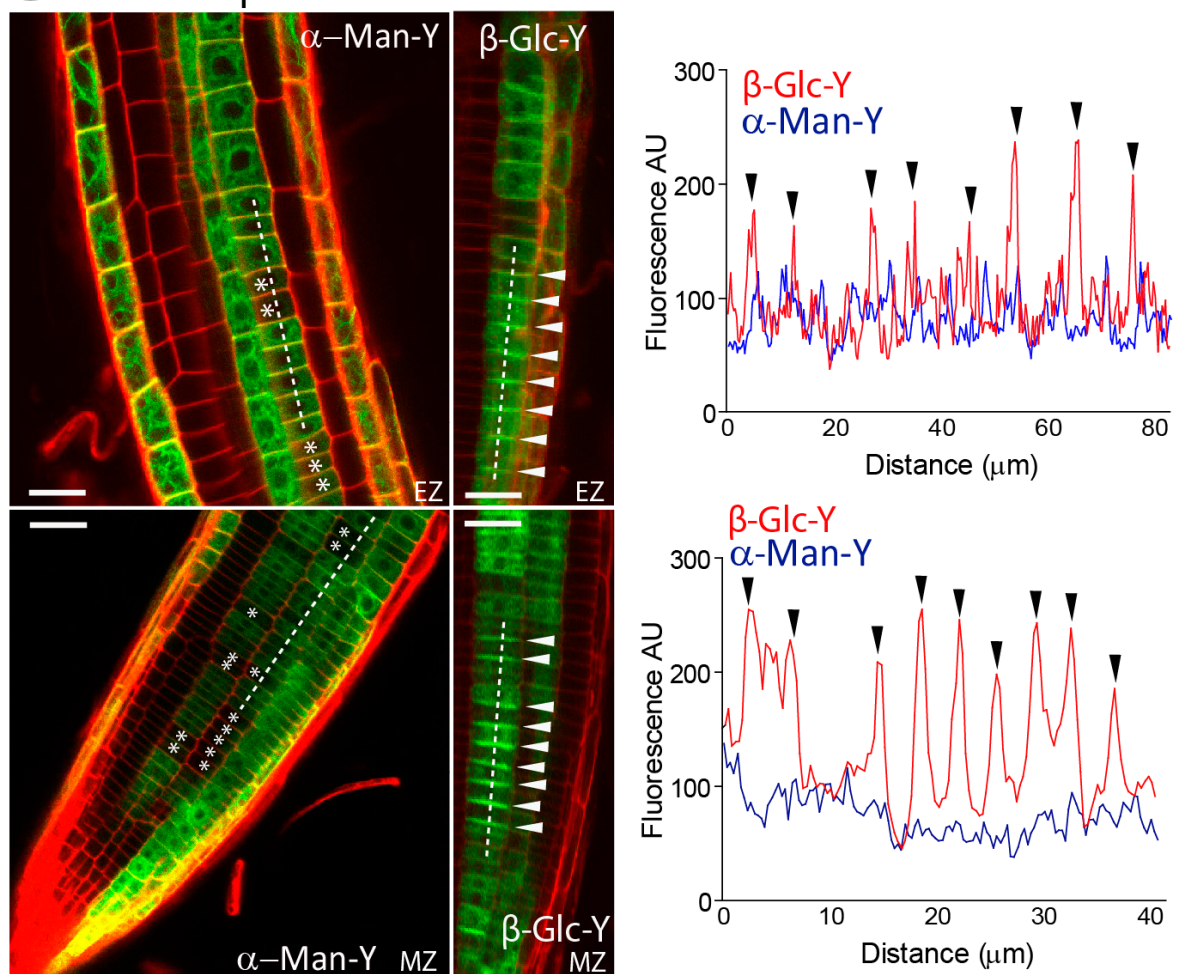 α–Man-Y
EZ
β-Glc-Y
EZ
α–Man-Y MZ
β-Glc-Y
MZ
β-Glc-Y
α-Man-Y
300
200
100
0
Fluorescence AU
0 20 40 60 80
Distance (μm)
β-Glc-Y
α-Man-Y
300
200
100
0
Fluorescence AU
0 10 20 30 40
Distance (μm)